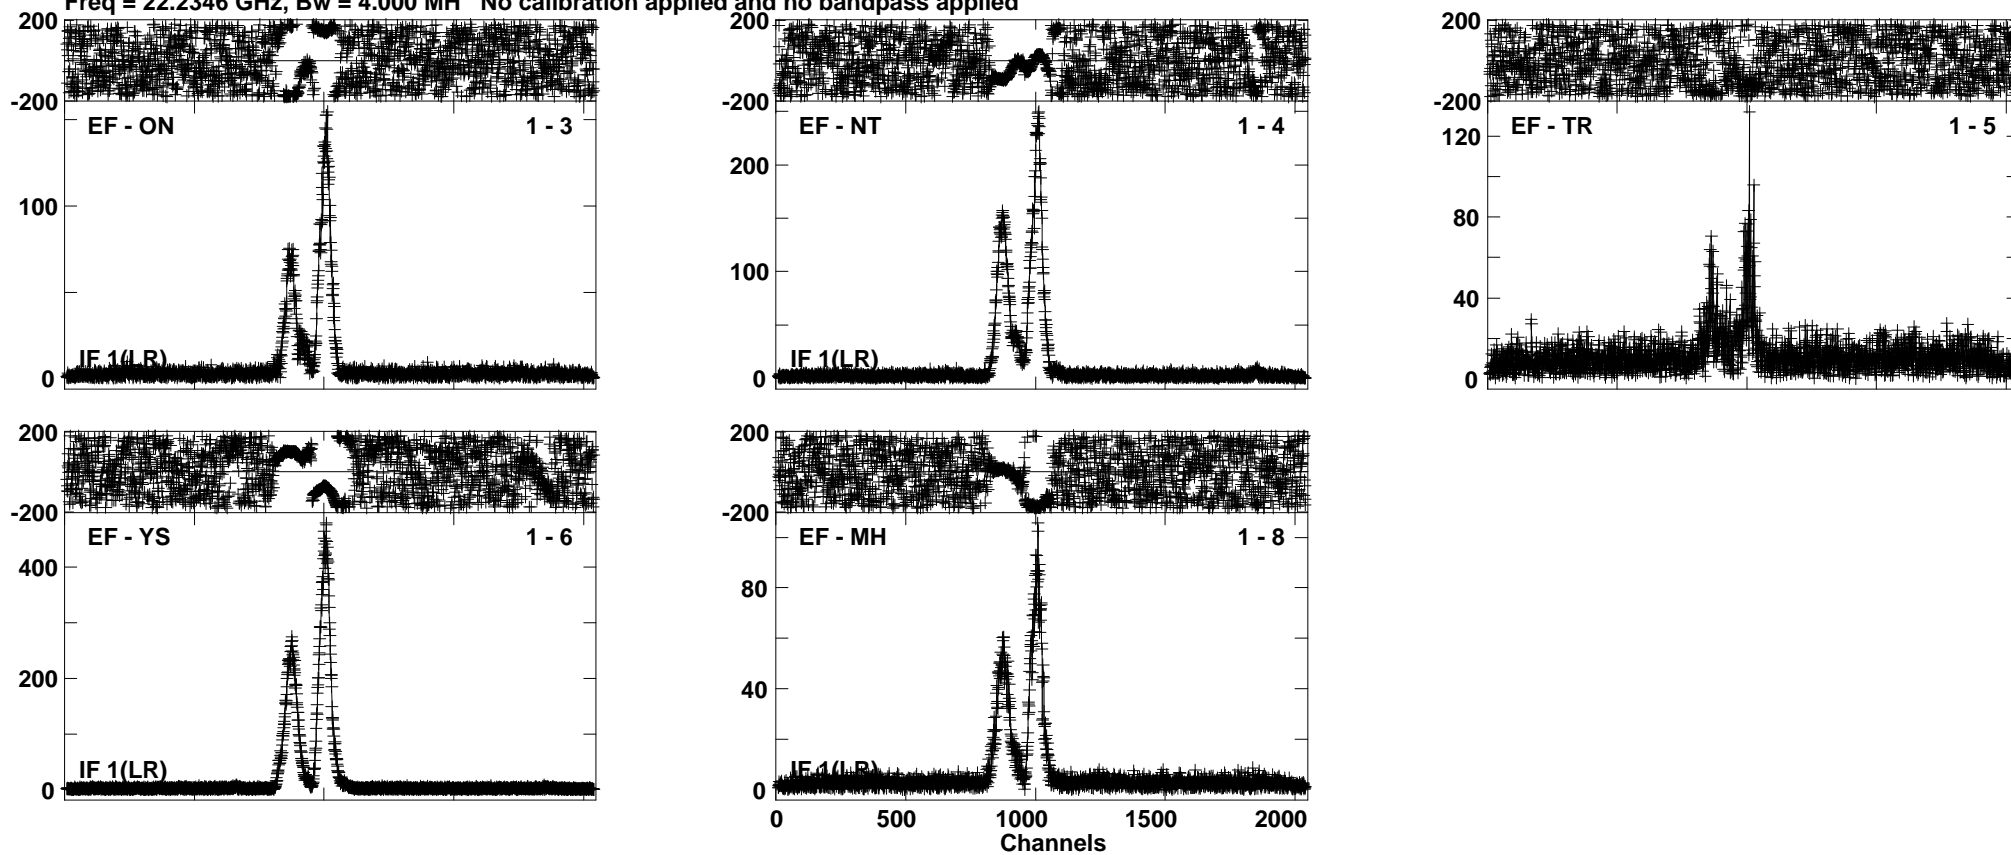 Freq = 22.2346 GHz, Bw = 4.000 MH No calibration applied and no bandpass applied
200
-200
EF - ON 1 - 3
100
0
IF 1(LR)
200
-200
EF - NT 1 - 4
200
100
0
IF 1(LR)
200
-200
EF - TR 1 - 5
120
80
40
0
200
-200
EF - YS 1 - 6
400
200
0
IF 1(LR)
200
-200
EF - MH 1 - 8
80
40
0
IF 1(LR)
0 500 1000 1500 2000
Channels